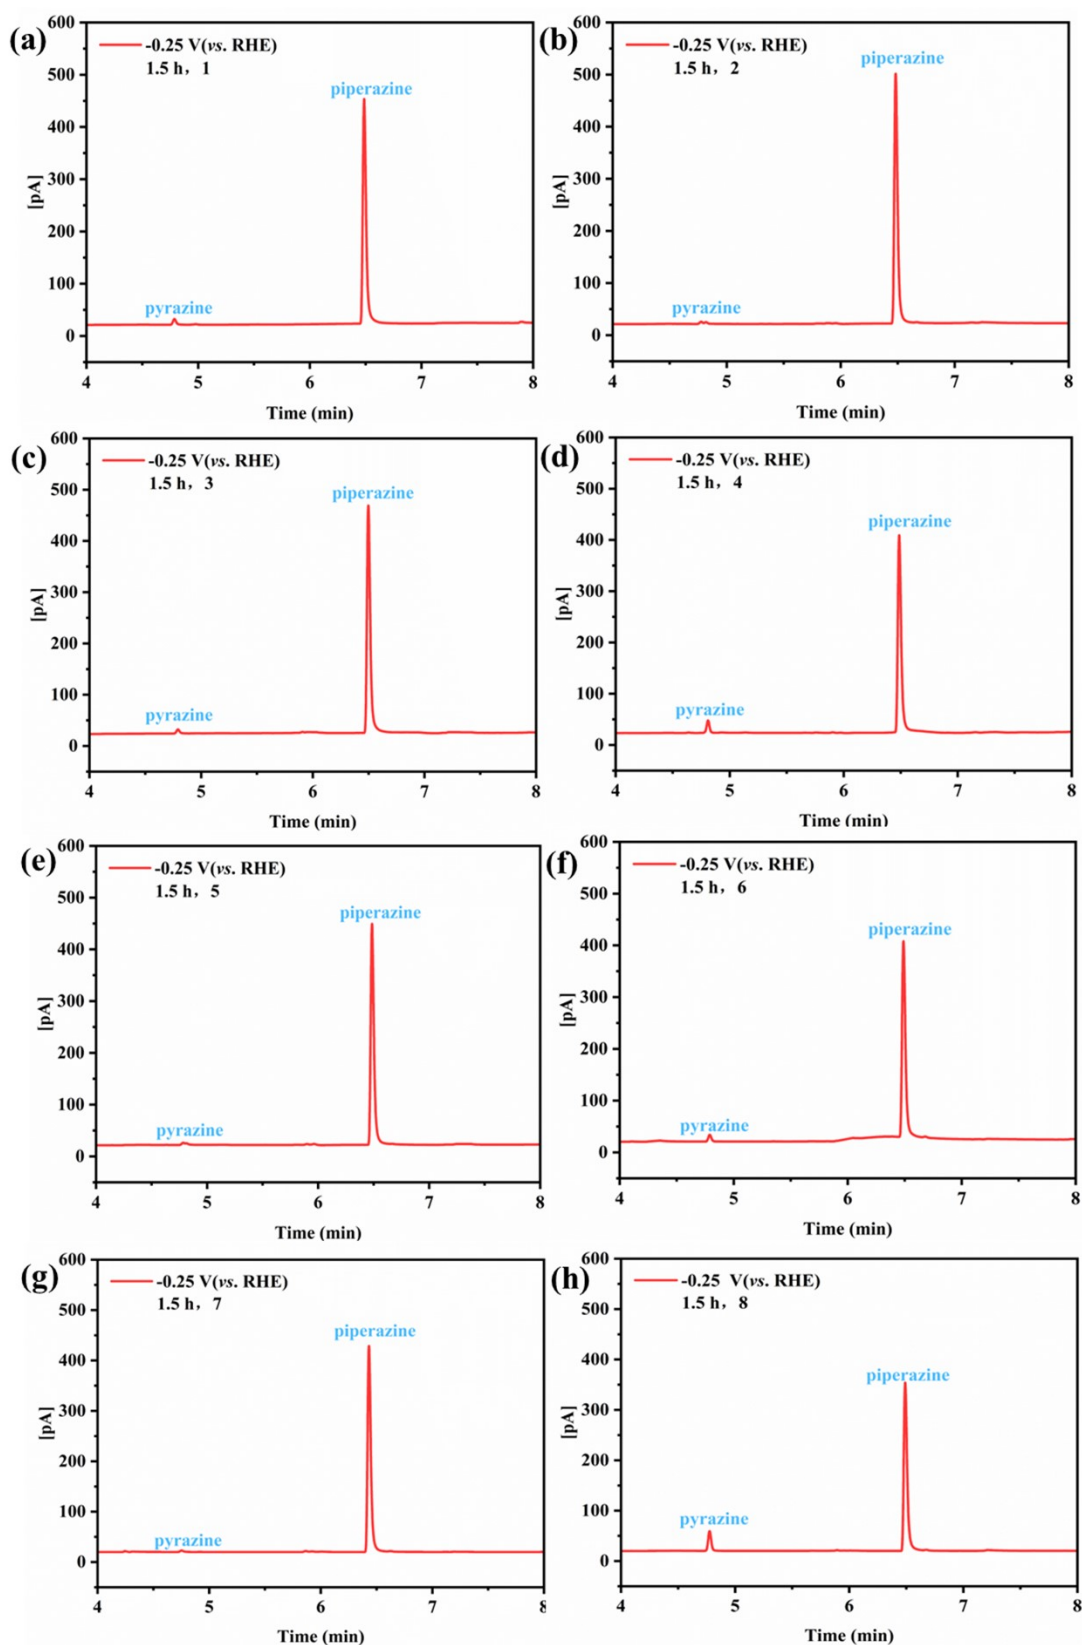 (a)
600
500
400
300
200
100
0
[pA]
-0.25 V(vs. RHE)
1.5 h，1
piperazine
pyrazine
4 5 6 7 8
Time (min)
(b)
600
500
400
300
200
100
0
[pA]
-0.25 V(vs. RHE)
1.5 h，2
piperazine
pyrazine
4 5 6 7 8
Time (min)
(c)
600
500
400
300
200
100
0
[pA]
-0.25 V(vs. RHE)
1.5 h，3
piperazine
pyrazine
4 5 6 7 8
Time (min)
(d)
600
500
400
300
200
100
0
[pA]
-0.25 V(vs. RHE)
1.5 h，4
piperazine
pyrazine
4 5 6 7 8
Time (min)
(e)
600
500
400
300
200
100
0
[pA]
-0.25 V(vs. RHE)
1.5 h，5
piperazine
pyrazine
4 5 6 7 8
Time (min)
(f)
600
500
400
300
200
100
0
[pA]
-0.25 V(vs. RHE)
1.5 h，6
piperazine
pyrazine
4 5 6 7 8
Time (min)
(g)
600
500
400
300
200
100
0
[pA]
-0.25 V(vs. RHE)
1.5 h，7
piperazine
pyrazine
4 5 6 7 8
Time (min)
(h)
600
500
400
300
200
100
0
[pA]
-0.25 V(vs. RHE)
1.5 h，8
piperazine
pyrazine
4 5 6 7 8
Time (min)